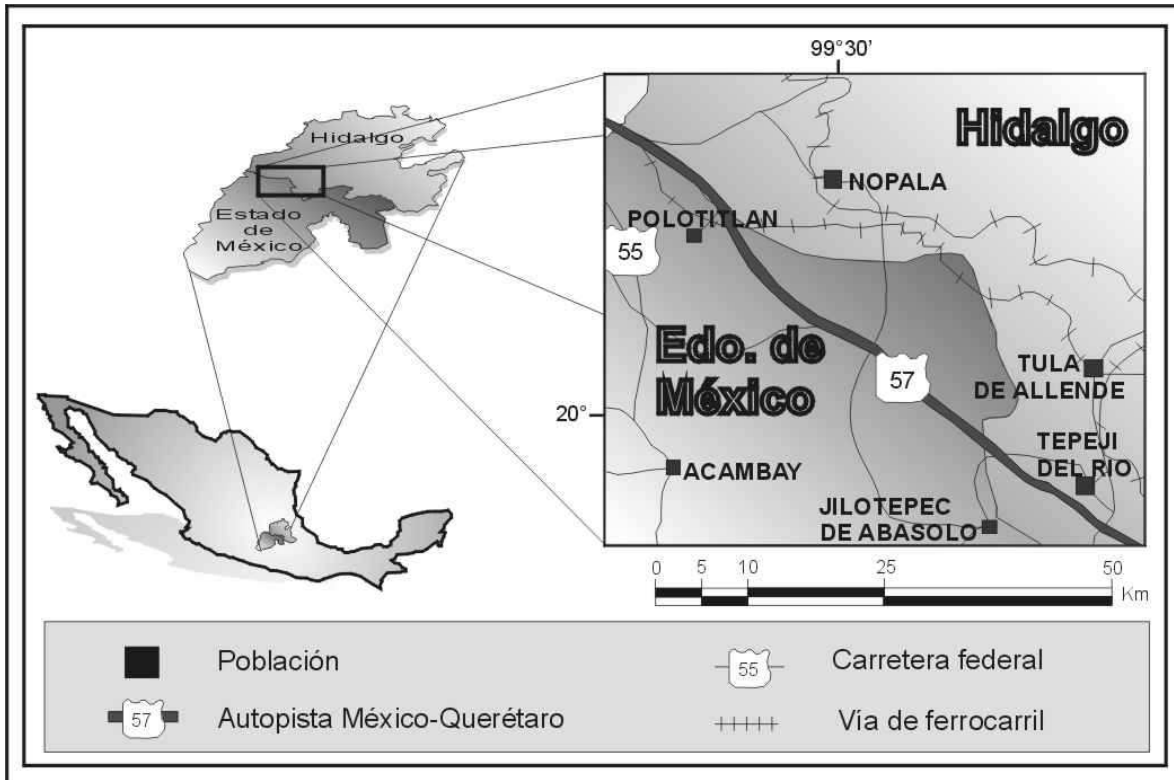 99°30'
Hidalgo
Estado
de
México
Hidalgo
NOPALA
POLOTITLAN
55
Edo. de
México
57
TULA
DE ALLENDE
20°
TEPEJI
DEL RIO
ACAMBAY
JILOTEPEC
DE ABASOLO
0 5 10 25 50
Km
Población
55 Carretera federal
57 Autopista México-Querétaro
Vía de ferrocarril